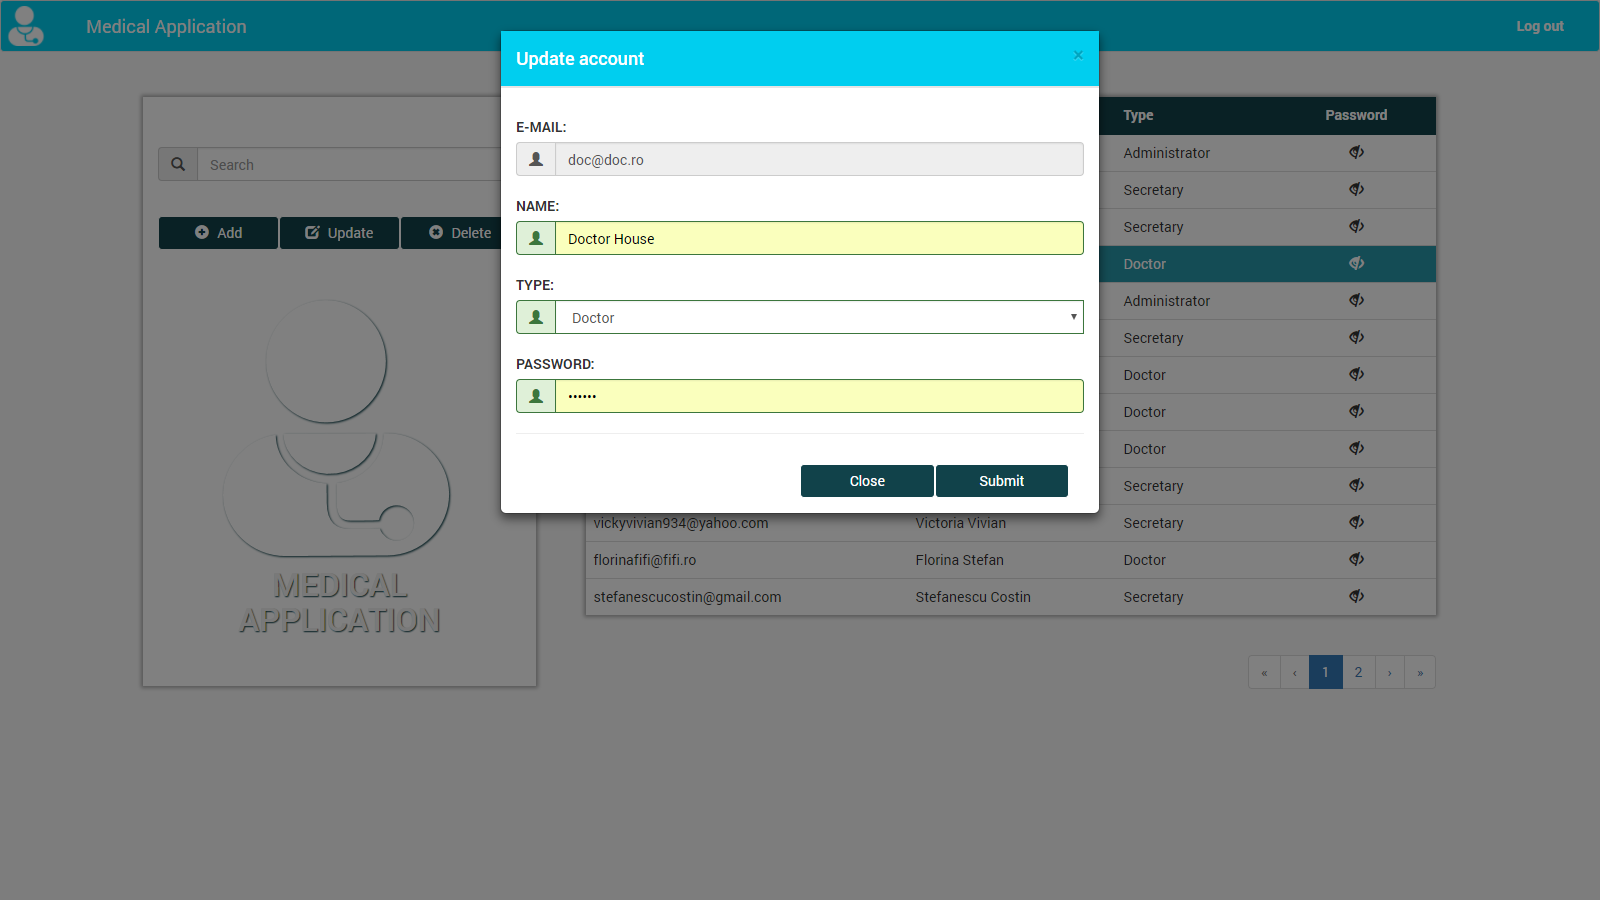 Medical Application
Log out
Update account
×
E-MAIL:
doc@doc.ro
NAME:
Doctor House
TYPE:
Doctor
PASSWORD:
••••••
Close
Submit
Search
Add
Update
Delete
MEDICAL
APPLICATION
Type Password
Administrator
Secretary
Secretary
Doctor
Administrator
Secretary
Doctor
Doctor
Doctor
Secretary
vickyvivian934@yahoo.com Victoria Vivian Secretary
florinafifi@fifi.ro Florina Stefan Doctor
stefanescucostin@gmail.com Stefanescu Costin Secretary
« ‹ 1 2 › »